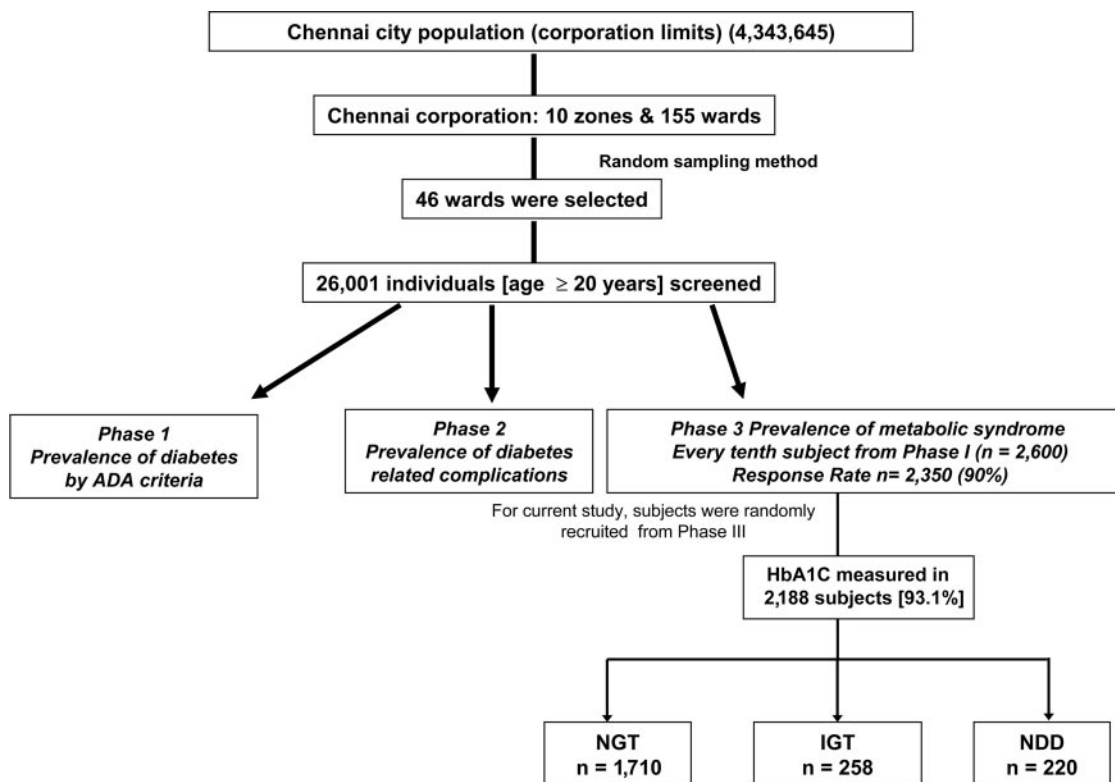 Chennai city population (corporation limits) (4,343,645)
Chennai corporation: 10 zones & 155 wards
Random sampling method
46 wards were selected
26,001 individuals [age ≥ 20 years] screened
Phase 1
Prevalence of diabetes
by ADA criteria
Phase 2
Prevalence of diabetes
related complications
Phase 3 Prevalence of metabolic syndrome
Every tenth subject from Phase I (n = 2,600)
Response Rate n= 2,350 (90%)
For current study, subjects were randomly
recruited from Phase III
HbA1C measured in
2,188 subjects [93.1%]
NGT
n = 1,710
IGT
n = 258
NDD
n = 220